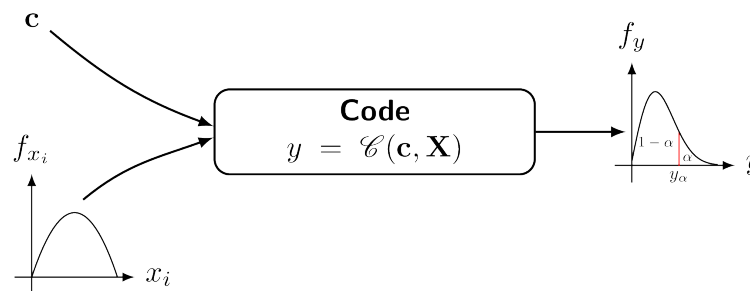 c
f_{x_i}
x_i
Code
y = 𝒞(c, X)
f_y
1 − α
α
y_α